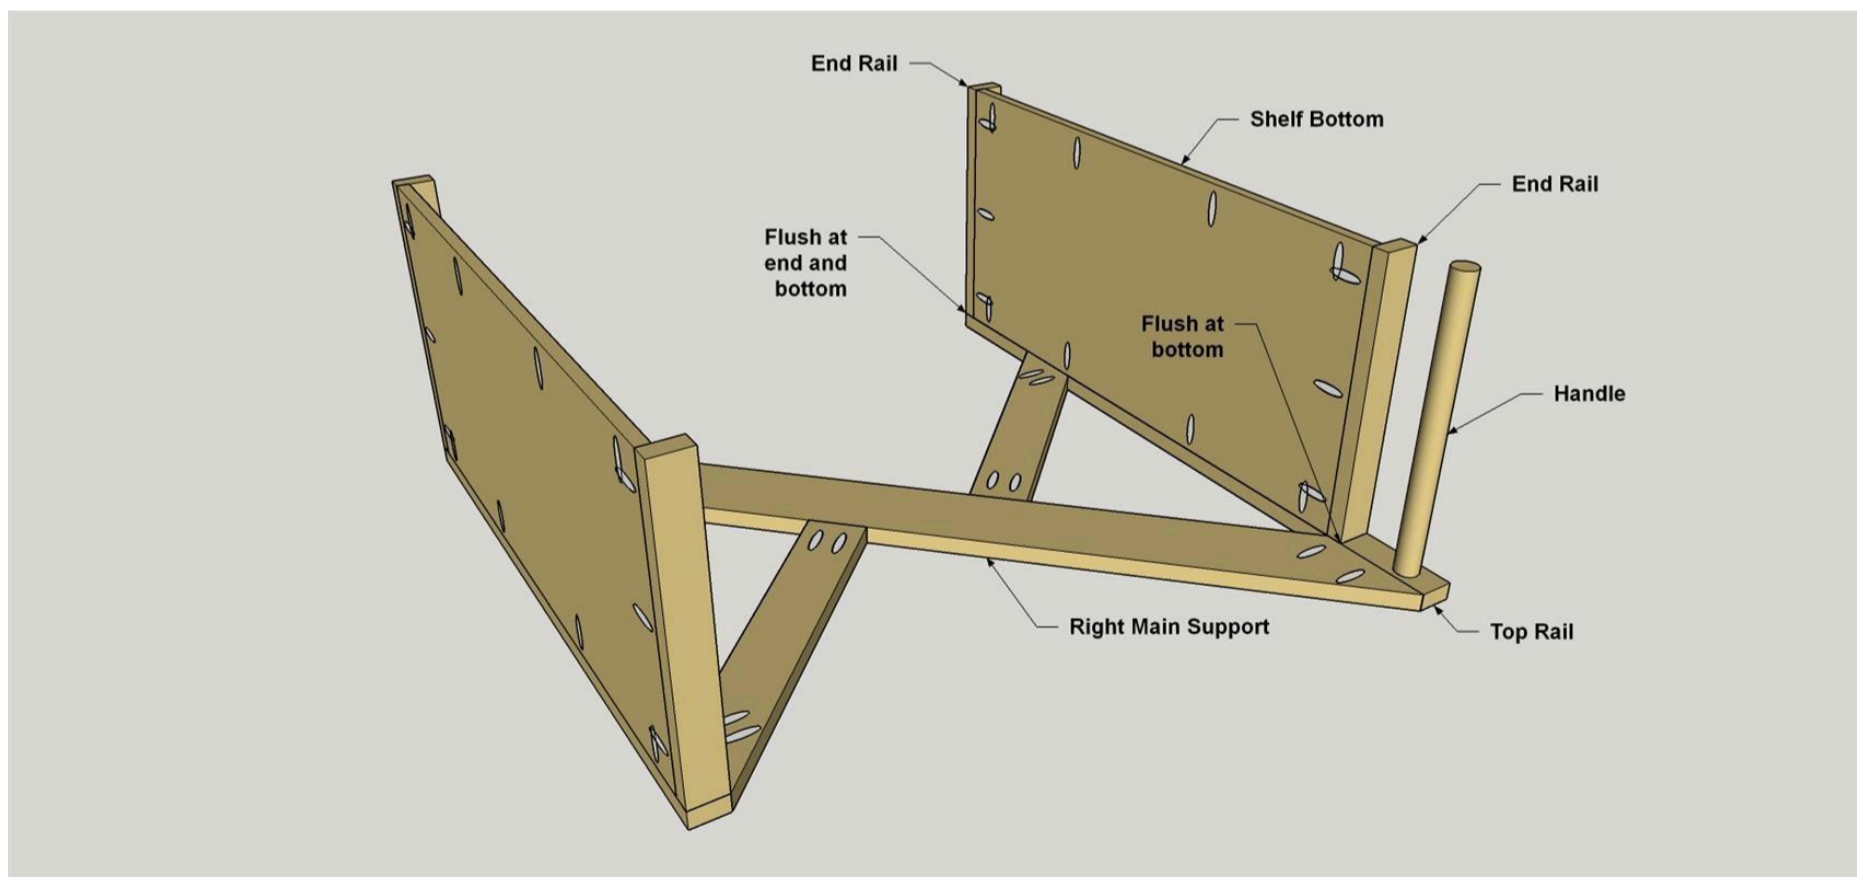 End Rail
Shelf Bottom
End Rail
Flush at
end and
bottom
Flush at
bottom
Handle
Right Main Support
Top Rail